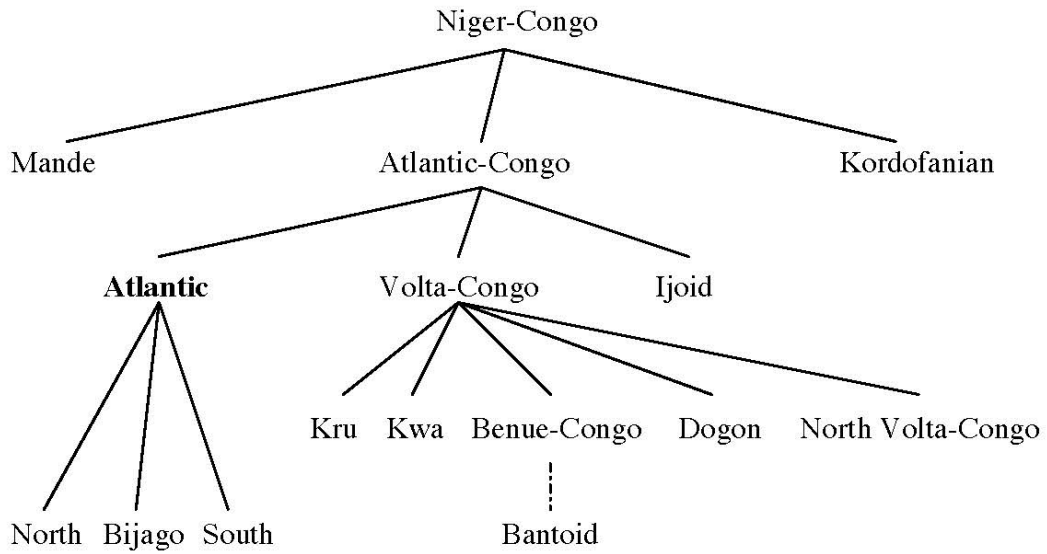 Niger-Congo
Mande Atlantic-Congo Kordofanian
Atlantic Volta-Congo Ijoid
Kru Kwa Benue-Congo Dogon North Volta-Congo
North Bijago South Bantoid